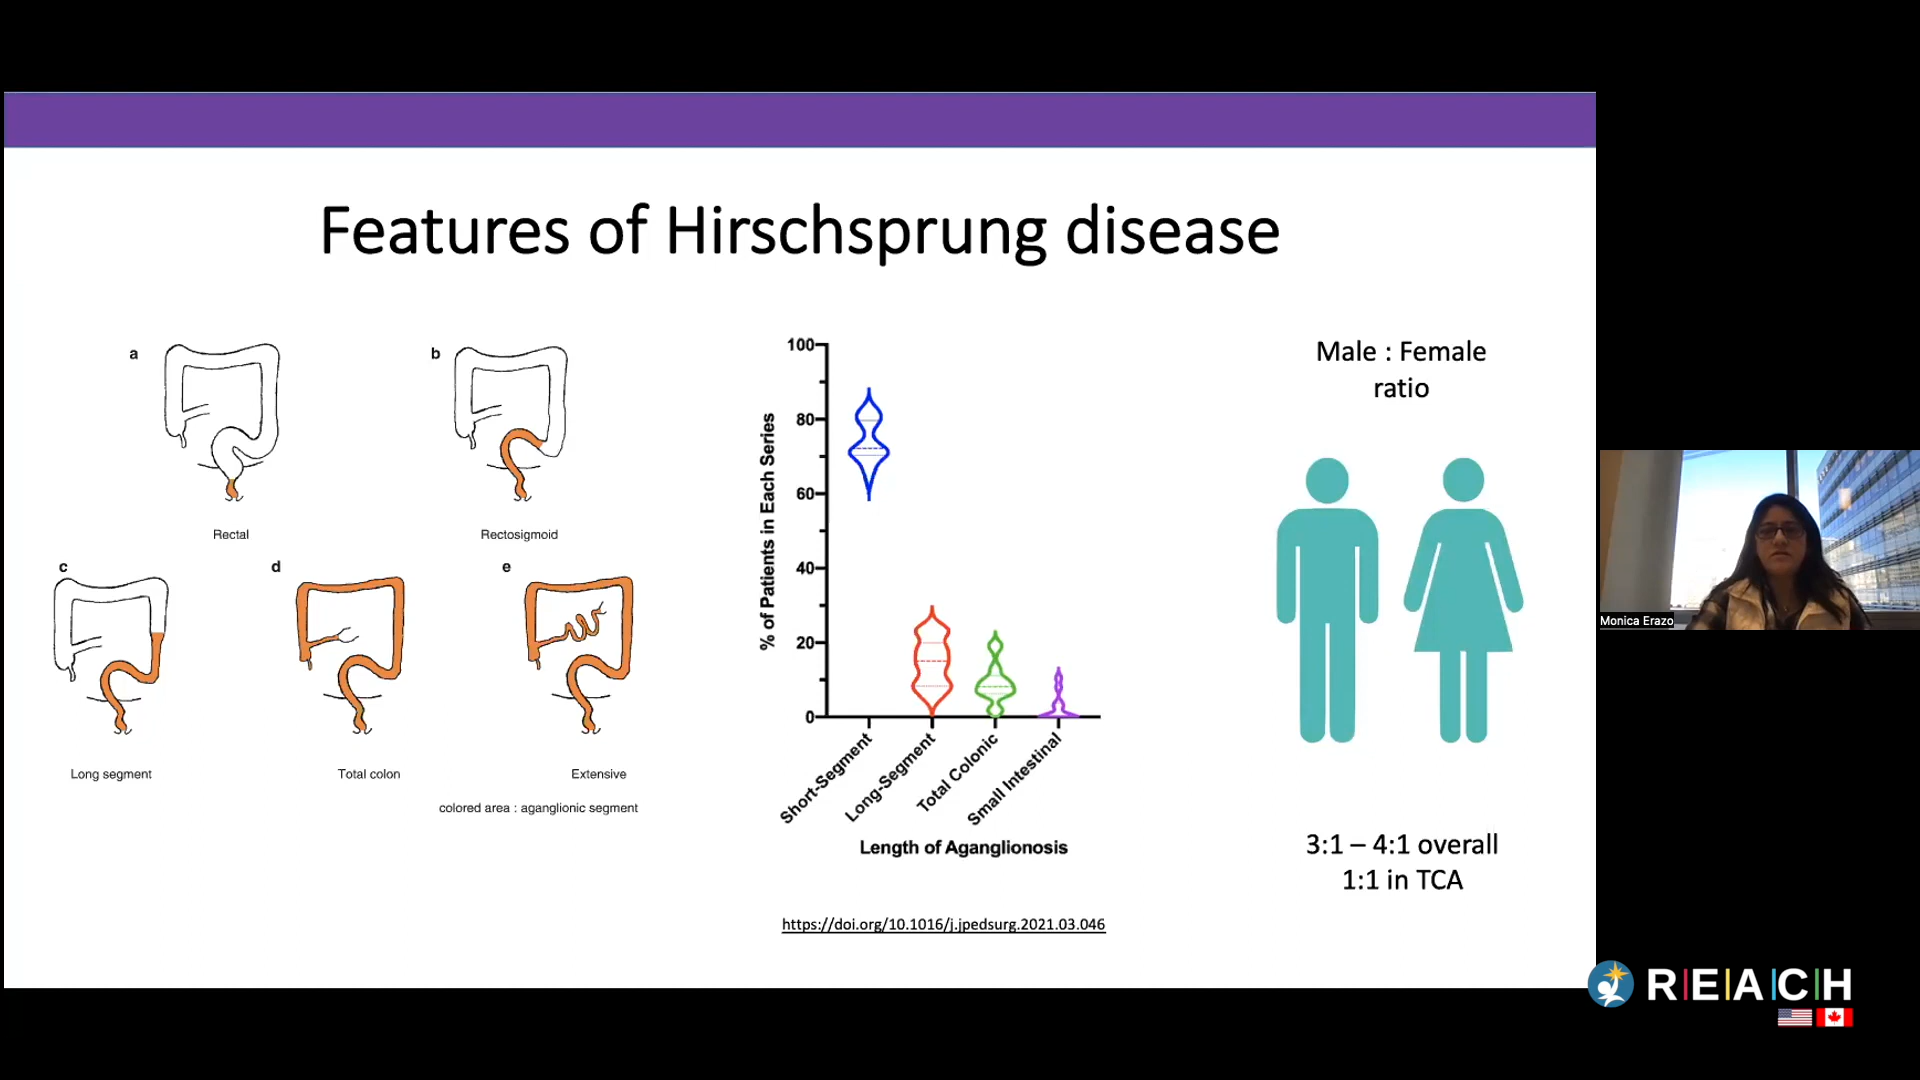 Features of Hirschsprung disease
a
Rectal
b
Rectosigmoid
c
Long segment
d
Total colon
e
Extensive
colored area : aganglionic segment
% of Patients in Each Series
100
80
60
40
20
0
Short-Segment
Long-Segment
Total Colonic
Small Intestinal
Length of Aganglionosis
https://doi.org/10.1016/j.jpedsurg.2021.03.046
Male : Female
ratio
3:1 – 4:1 overall
1:1 in TCA
Monica Erazo
R|E|A|C|H